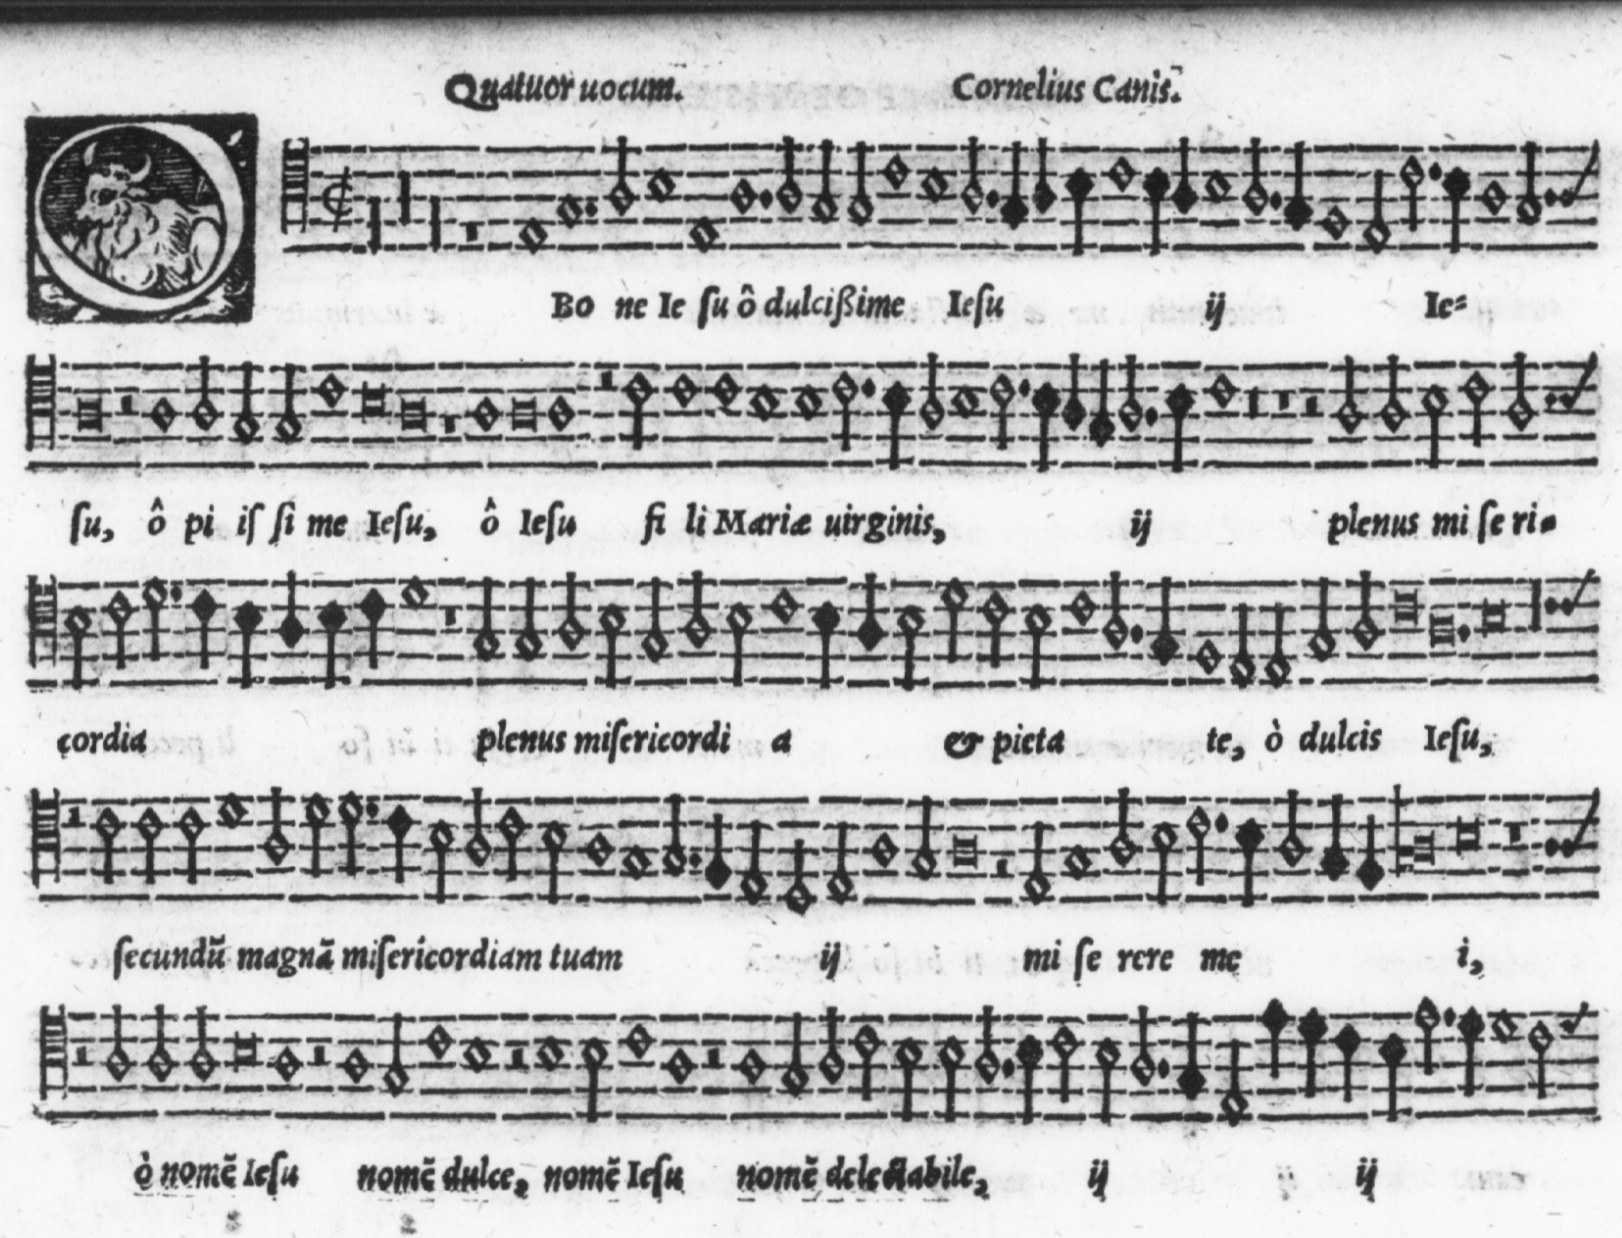 Quatuor uocum. Cornelius Canis.
O Bo ne Ie ſu ô dulcißime Ieſu ij Ie=
ſu, ô pi iſ ſi me Ieſu, ô Ieſu fi li Mariæ uirginis, ij plenus mi ſe ri=
cordia plenus miſericordi a & pieta te, ò dulcis Ieſu,
ſecundũ magnã miſericordiam tuam ij mi ſe rere me i,
ò nomẽ Ieſu nomẽ dulce, nomẽ Ieſu nomẽ delectabile, ij ij